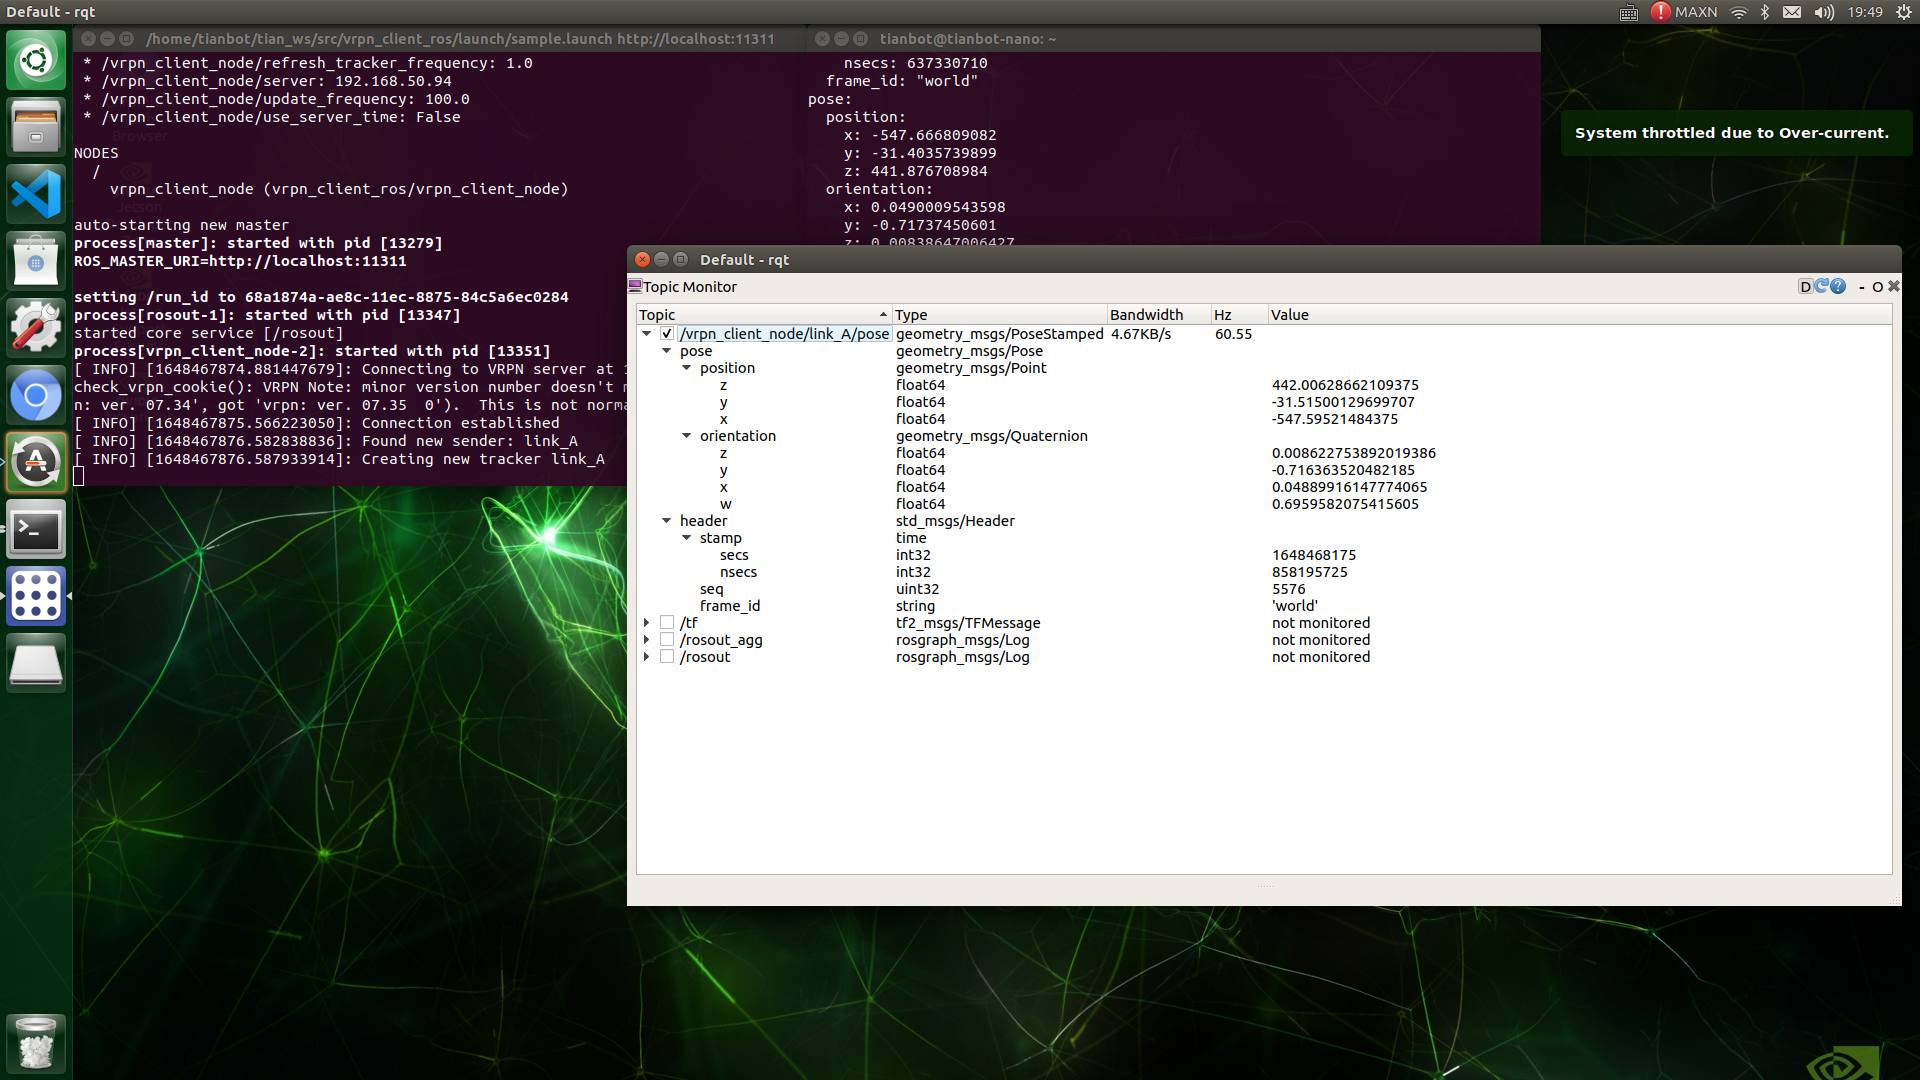 Default - rqt
MAXN
19:49
/home/tianbot/tian_ws/src/vrpn_client_ros/launch/sample.launch http://localhost:11311
* /vrpn_client_node/refresh_tracker_frequency: 1.0
* /vrpn_client_node/server: 192.168.50.94
* /vrpn_client_node/update_frequency: 100.0
* /vrpn_client_node/use_server_time: False
Browser
NODES
/
vrpn_client_node (vrpn_client_ros/vrpn_client_node)
Jetson
auto-starting new master
process[master]: started with pid [13279]
ROS_MASTER_URI=http://localhost:11311
setting /run_id to 68a1874a-ae8c-11ec-8875-84c5a6ec0284
process[rosout-1]: started with pid [13347]
started core service [/rosout]
process[vrpn_client_node-2]: started with pid [13351]
[ INFO] [1648467874.881447679]: Connecting to VRPN server at
check_vrpn_cookie(): VRPN Note: minor version number doesn't
n: ver. 07.34', got 'vrpn: ver. 07.35 0'). This is not
[ INFO] [1648467875.566223050]: Connection established
[ INFO] [1648467876.582838836]: Found new sender: link_A
[ INFO] [1648467876.587933914]: Creating new tracker link_A
tianbot@tianbot-nano: ~
nsecs: 637330710
frame_id: "world"
pose:
position:
x: -547.666809082
y: -31.4035739899
z: 441.876708984
orientation:
x: 0.0490009543598
y: -0.71737450601
z: 0.00838647006427
System throttled due to Over-current.
Default - rqt
Topic Monitor
D ? - O
Topic Type Bandwidth Hz Value
/vrpn_client_node/link_A/pose geometry_msgs/PoseStamped 4.67KB/s 60.55
pose geometry_msgs/Pose
position geometry_msgs/Point
z float64 442.00628662109375
y float64 -31.51500129699707
x float64 -547.59521484375
orientation geometry_msgs/Quaternion
z float64 0.008622753892019386
y float64 -0.716363520482185
x float64 0.04889916147774065
w float64 0.6959582075415605
header std_msgs/Header
stamp time
secs int32 1648468175
nsecs int32 858195725
seq uint32 5576
frame_id string 'world'
/tf tf2_msgs/TFMessage not monitored
/rosout_agg rosgraph_msgs/Log not monitored
/rosout rosgraph_msgs/Log not monitored